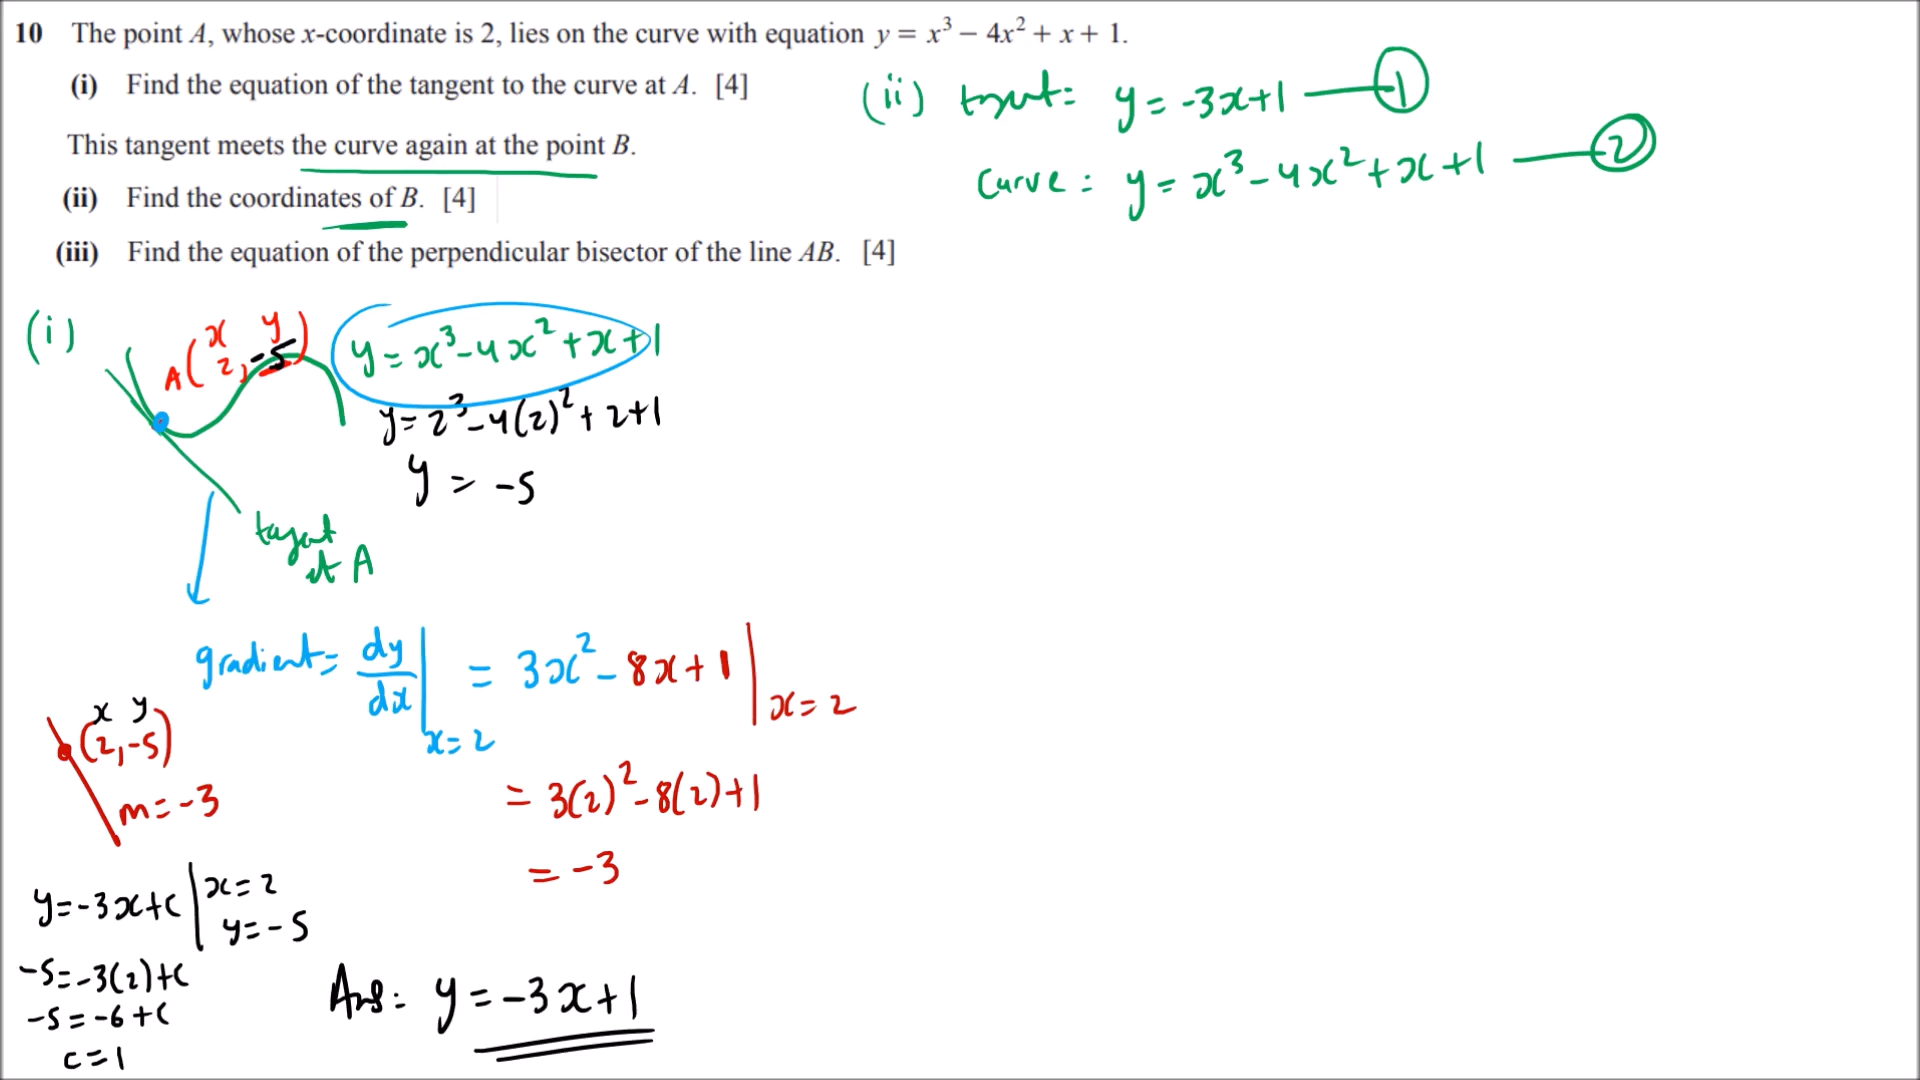 10 The point A, whose x-coordinate is 2, lies on the curve with equation y = x³ − 4x² + x + 1.
(i) Find the equation of the tangent to the curve at A. [4]
This tangent meets the curve again at the point B.
(ii) Find the coordinates of B. [4]
(iii) Find the equation of the perpendicular bisector of the line AB. [4]
(ii) y = -3x+1 — 1
Curve: y = x³-4x²+x+1 — 2
(i)
x y
A(2, -5)
y = x³-4x²+x+1
y = 2³-4(2)²+2+1
y = -5
at A
gradient = dy/dx | x=2 = 3x²-8x+1 | x=2
x y
(2,-5)
m = -3
= 3(2)²-8(2)+1
= -3
y = -3x+c | x=2
y = -5
-5 = -3(2)+c
-5 = -6+c
c = 1
Ans: y = -3x+1